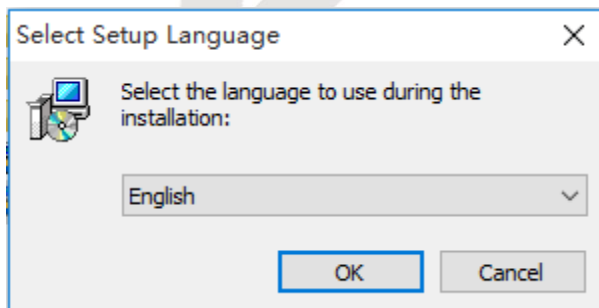 Select Setup Language
Select the language to use during the
installation:
English
OK
Cancel